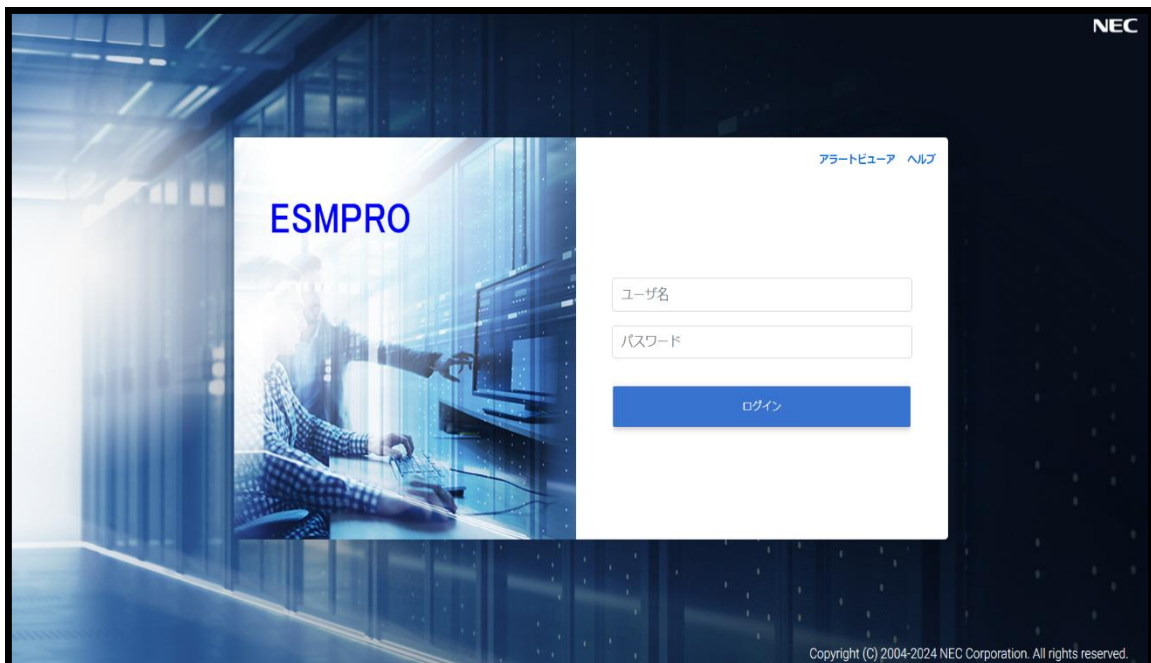 NEC
アラートビューア ヘルプ
ESMPRO
ユーザ名
パスワード
ログイン
Copyright (C) 2004-2024 NEC Corporation. All rights reserved.